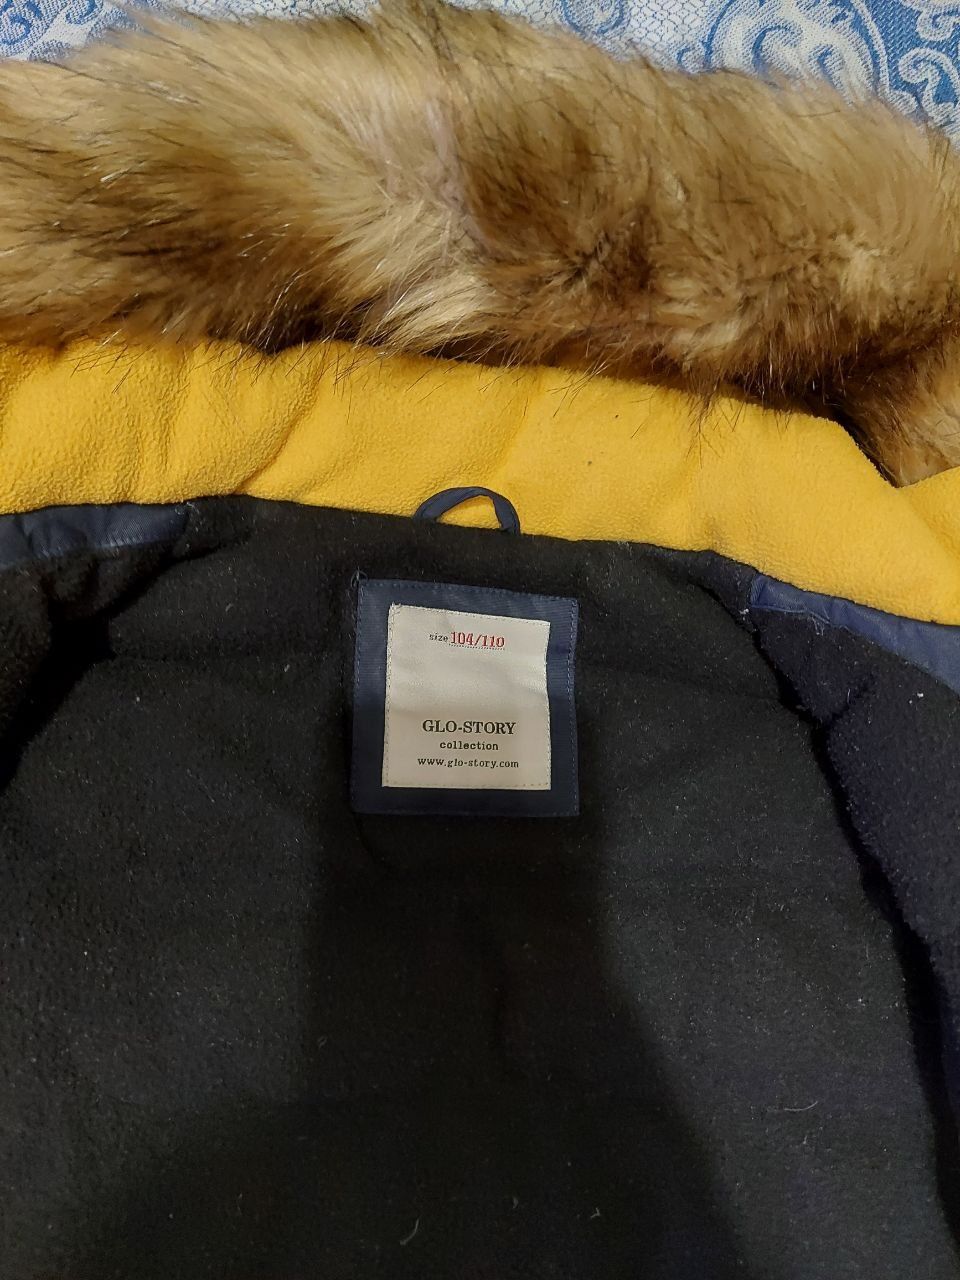 size 104/110
GLO-STORY
collection
www.glo-story.com